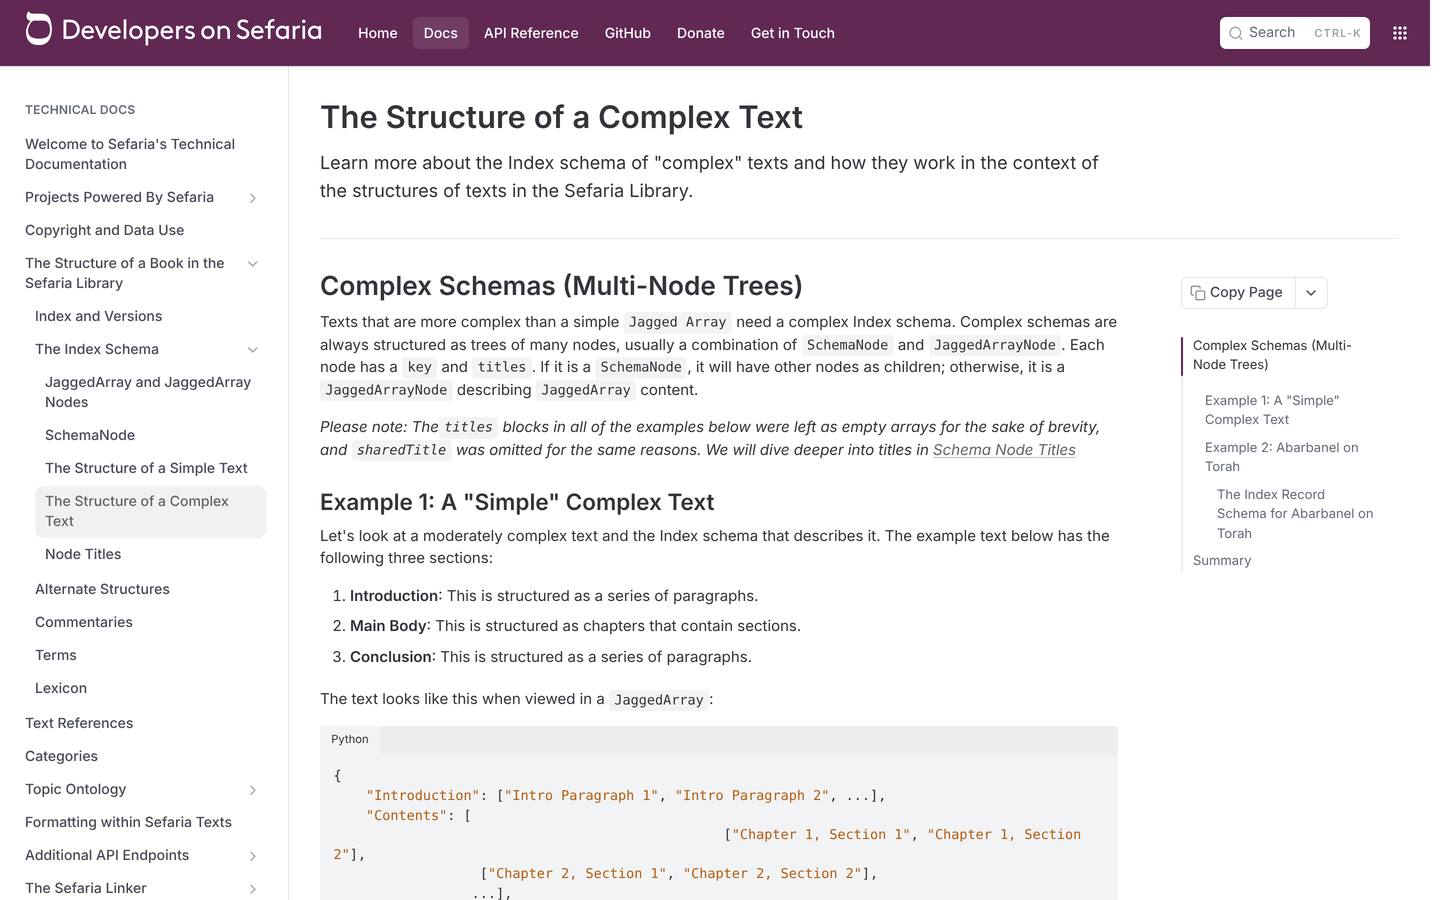 Developers on Sefaria
Home
Docs
API Reference
GitHub
Donate
Get in Touch
Search
CTRL-K
TECHNICAL DOCS
Welcome to Sefaria's Technical
Documentation
Projects Powered By Sefaria
Copyright and Data Use
The Structure of a Book in the
Sefaria Library
Index and Versions
The Index Schema
JaggedArray and JaggedArray
Nodes
SchemaNode
The Structure of a Simple Text
The Structure of a Complex
Text
Node Titles
Alternate Structures
Commentaries
Terms
Lexicon
Text References
Categories
Topic Ontology
Formatting within Sefaria Texts
Additional API Endpoints
The Sefaria Linker
The Structure of a Complex Text
Learn more about the Index schema of "complex" texts and how they work in the context of
the structures of texts in the Sefaria Library.
Complex Schemas (Multi-Node Trees)
Texts that are more complex than a simple Jagged Array need a complex Index schema. Complex schemas are
always structured as trees of many nodes, usually a combination of SchemaNode and JaggedArrayNode. Each
node has a key and titles. If it is a SchemaNode, it will have other nodes as children; otherwise, it is a
JaggedArrayNode describing JaggedArray content.
Please note: The titles blocks in all of the examples below were left as empty arrays for the sake of brevity,
and sharedTitle was omitted for the same reasons. We will dive deeper into titles in Schema Node Titles
Example 1: A "Simple" Complex Text
Let's look at a moderately complex text and the Index schema that describes it. The example text below has the
following three sections:
1. Introduction: This is structured as a series of paragraphs.
2. Main Body: This is structured as chapters that contain sections.
3. Conclusion: This is structured as a series of paragraphs.
The text looks like this when viewed in a JaggedArray:
Python
{
"Introduction": ["Intro Paragraph 1", "Intro Paragraph 2", ...],
"Contents": [
["Chapter 1, Section 1", "Chapter 1, Section
2"],
["Chapter 2, Section 1", "Chapter 2, Section 2"],
...],
Copy Page
Complex Schemas (Multi-
Node Trees)
Example 1: A "Simple"
Complex Text
Example 2: Abarbanel on
Torah
The Index Record
Schema for Abarbanel on
Torah
Summary